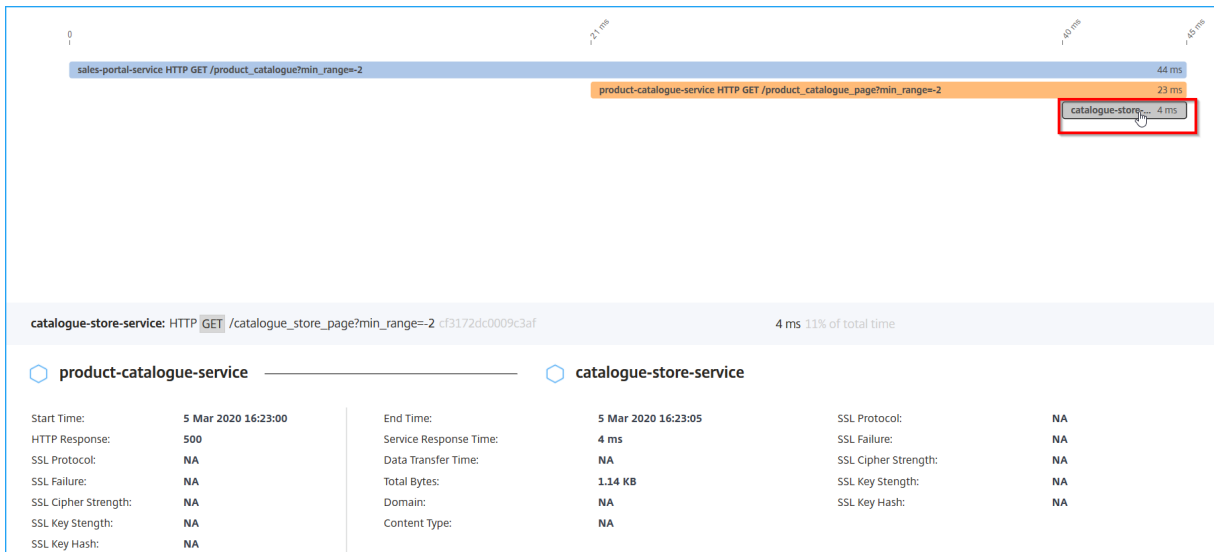 0
21 ms
40 ms
45 ms
sales-portal-service HTTP GET /product_catalogue?min_range=-2 44 ms
product-catalogue-service HTTP GET /product_catalogue_page?min_range=-2 23 ms
catalogue-store-... 4 ms
catalogue-store-service: HTTP GET /catalogue_store_page?min_range=-2 cf3172dc0009c3af 4 ms 11% of total time
product-catalogue-service catalogue-store-service
Start Time: 5 Mar 2020 16:23:00 End Time: 5 Mar 2020 16:23:05 SSL Protocol: NA
HTTP Response: 500 Service Response Time: 4 ms SSL Failure: NA
SSL Protocol: NA Data Transfer Time: NA SSL Cipher Strength: NA
SSL Failure: NA Total Bytes: 1.14 KB SSL Key Stength: NA
SSL Cipher Strength: NA Domain: NA SSL Key Hash: NA
SSL Key Stength: NA Content Type: NA
SSL Key Hash: NA